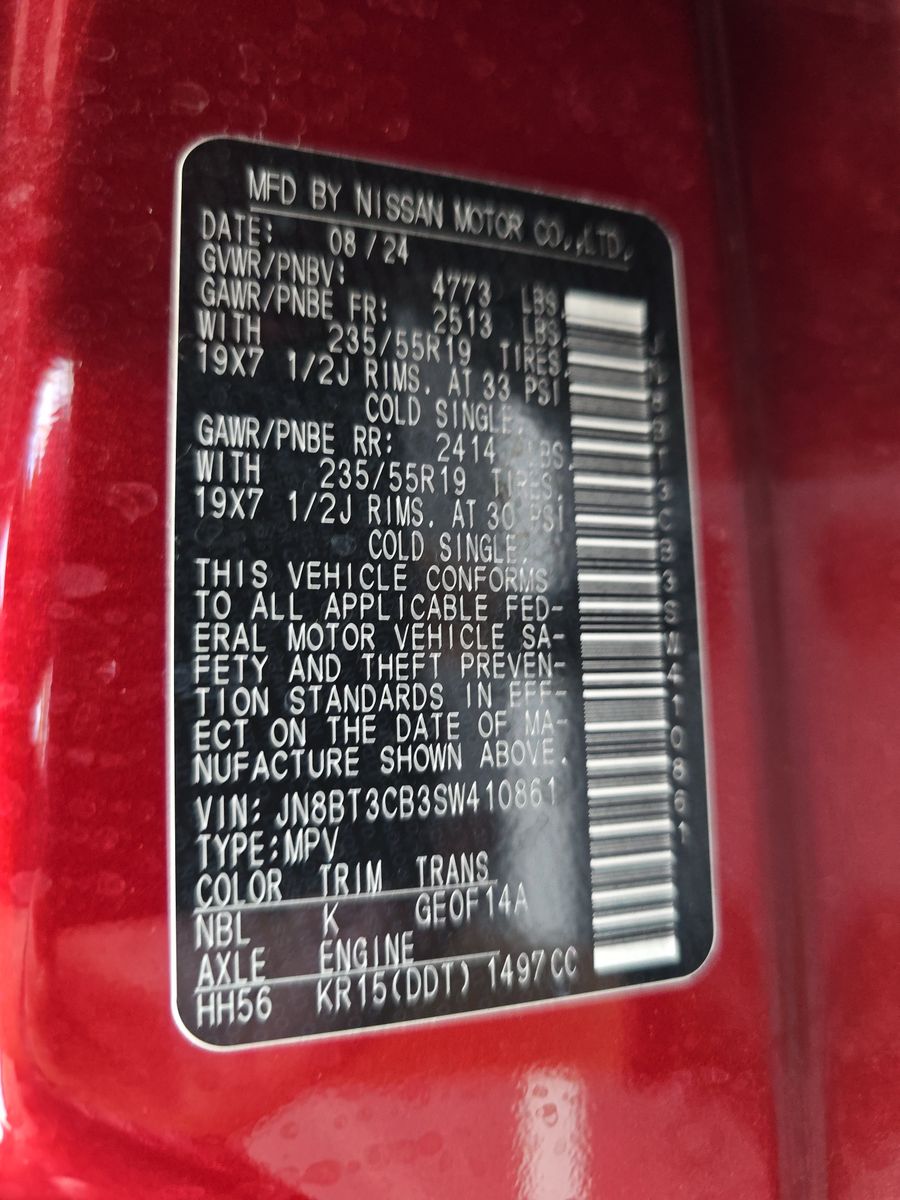 MFD BY NISSAN MOTOR CO.,LTD.
DATE: 08/24
GVWR/PNBV: 4773 LBS.
GAWR/PNBE FR: 2513 LBS.
WITH 235/55R19 TIRES,
19X7 1/2J RIMS. AT 33 PSI
COLD SINGLE.
GAWR/PNBE RR: 2414 LBS.
WITH 235/55R19 TIRES,
19X7 1/2J RIMS. AT 30 PSI
COLD SINGLE.
THIS VEHICLE CONFORMS
TO ALL APPLICABLE FED-
ERAL MOTOR VEHICLE SA-
FETY AND THEFT PREVEN-
TION STANDARDS IN EFF-
ECT ON THE DATE OF MA-
NUFACTURE SHOWN ABOVE.
VIN: JN8BT3CB3SW410861
TYPE:MPV
COLOR TRIM TRANS
NBL K GEOF14A
AXLE ENGINE
HH56 KR15(DDT) 1497CC
JN8BT3CB3SW410861